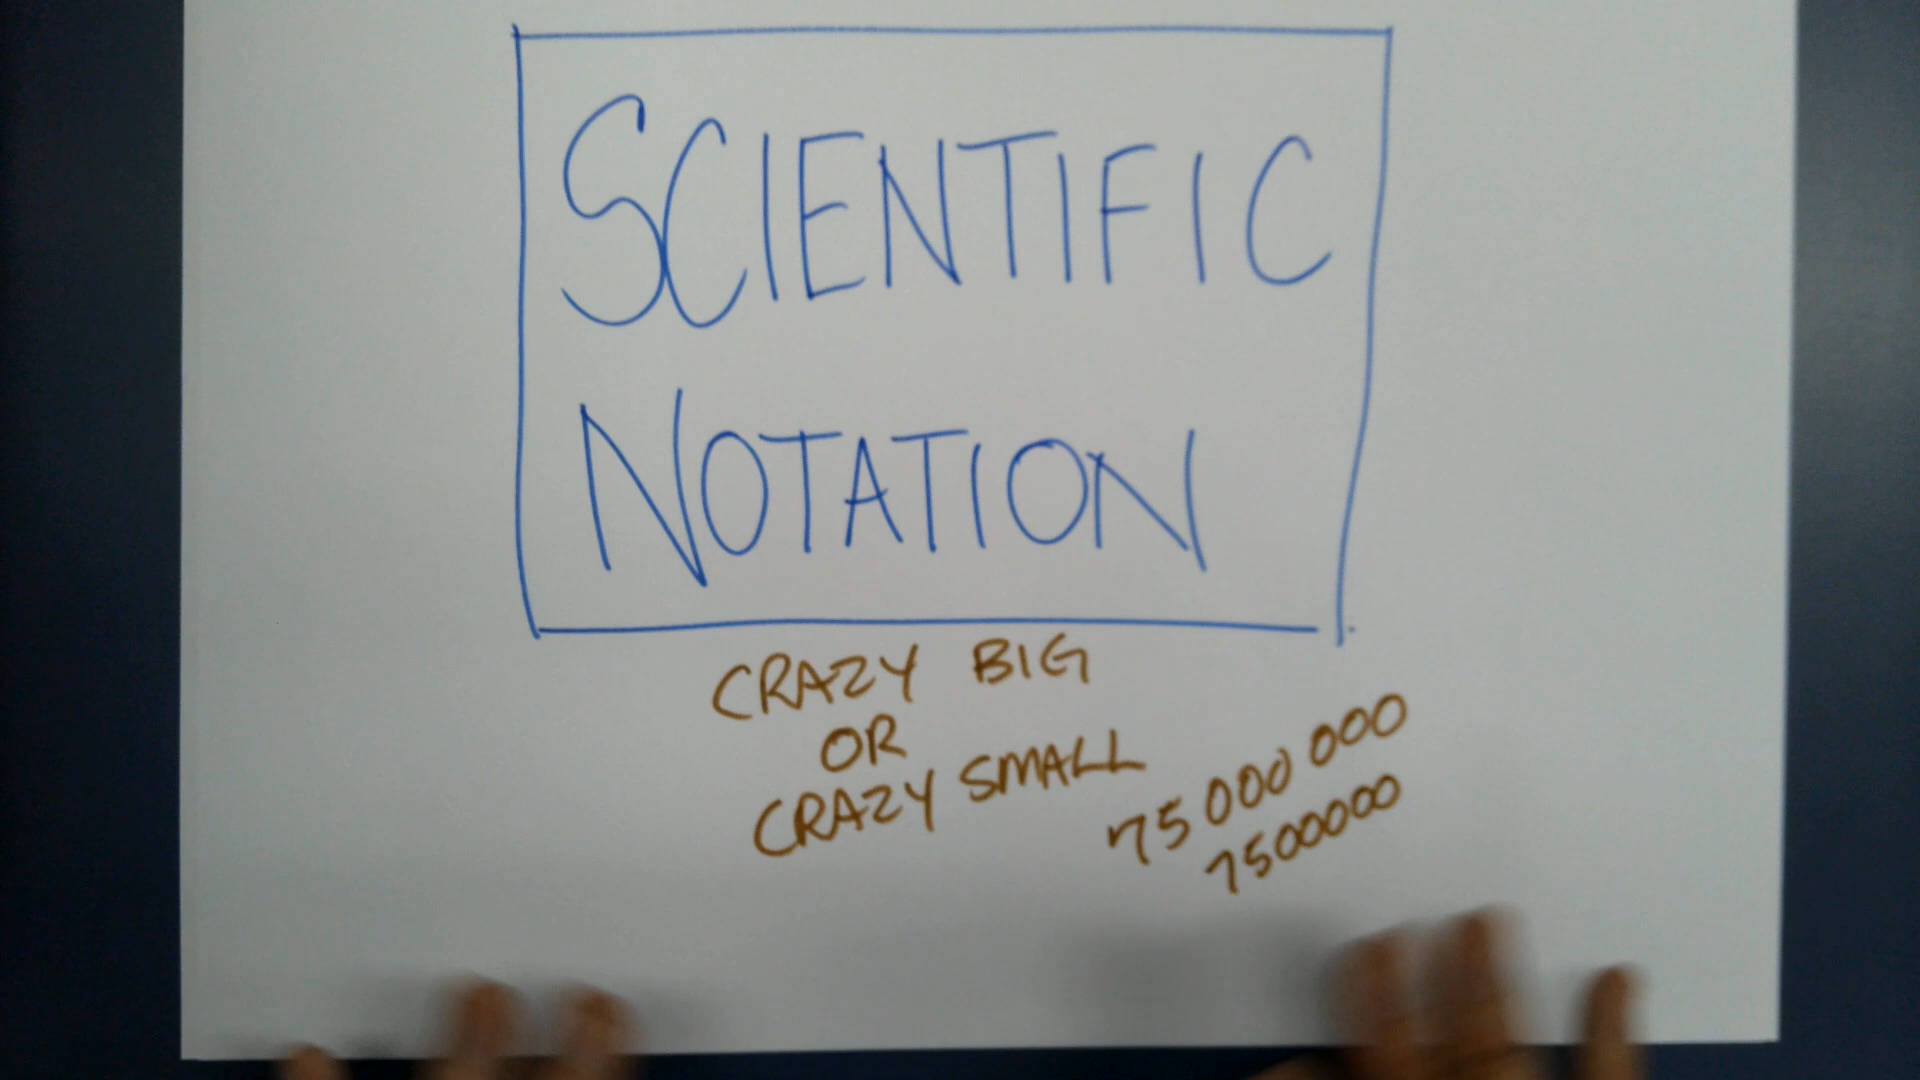 SCIENTIFIC
NOTATION
CRAZY BIG
OR
CRAZY SMALL
75 000 000
7500000